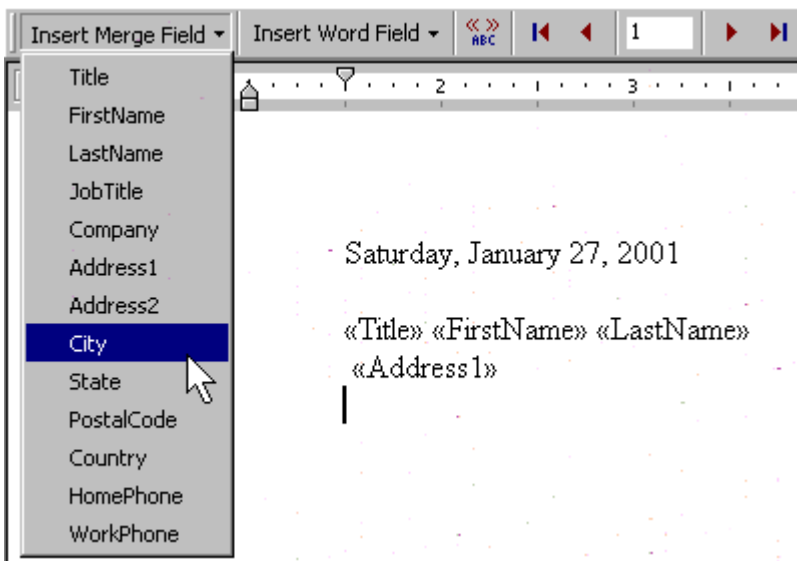 Insert Merge Field Insert Word Field « » ABC 1
Title
FirstName
LastName
JobTitle
Company
Address1
Address2
City
State
PostalCode
Country
HomePhone
WorkPhone
2 3
Saturday, January 27, 2001
«Title» «FirstName» «LastName»
«Address1»